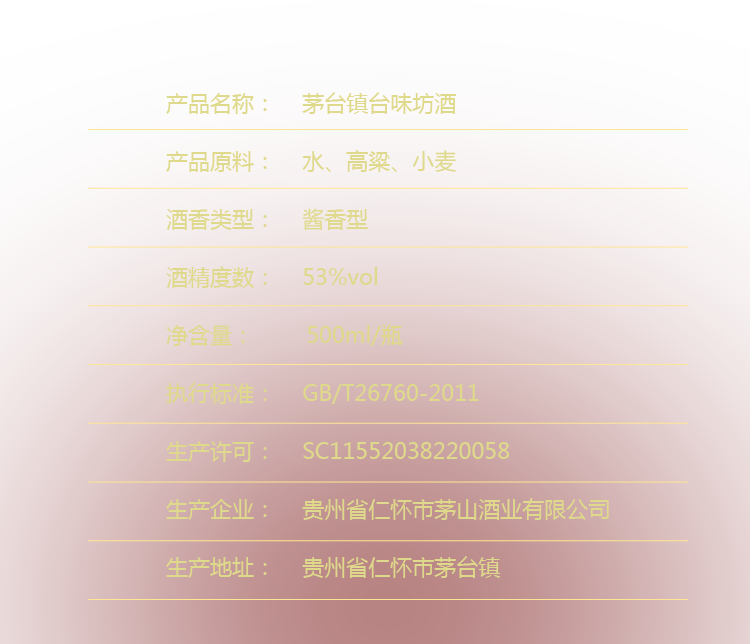 产品名称： 茅台镇台味坊酒
产品原料： 水、高粱、小麦
酒香类型： 酱香型
酒精度数： 53%vol
净含量： 500ml/瓶
执行标准： GB/T26760-2011
生产许可： SC11552038220058
生产企业： 贵州省仁怀市茅山酒业有限公司
生产地址： 贵州省仁怀市茅台镇